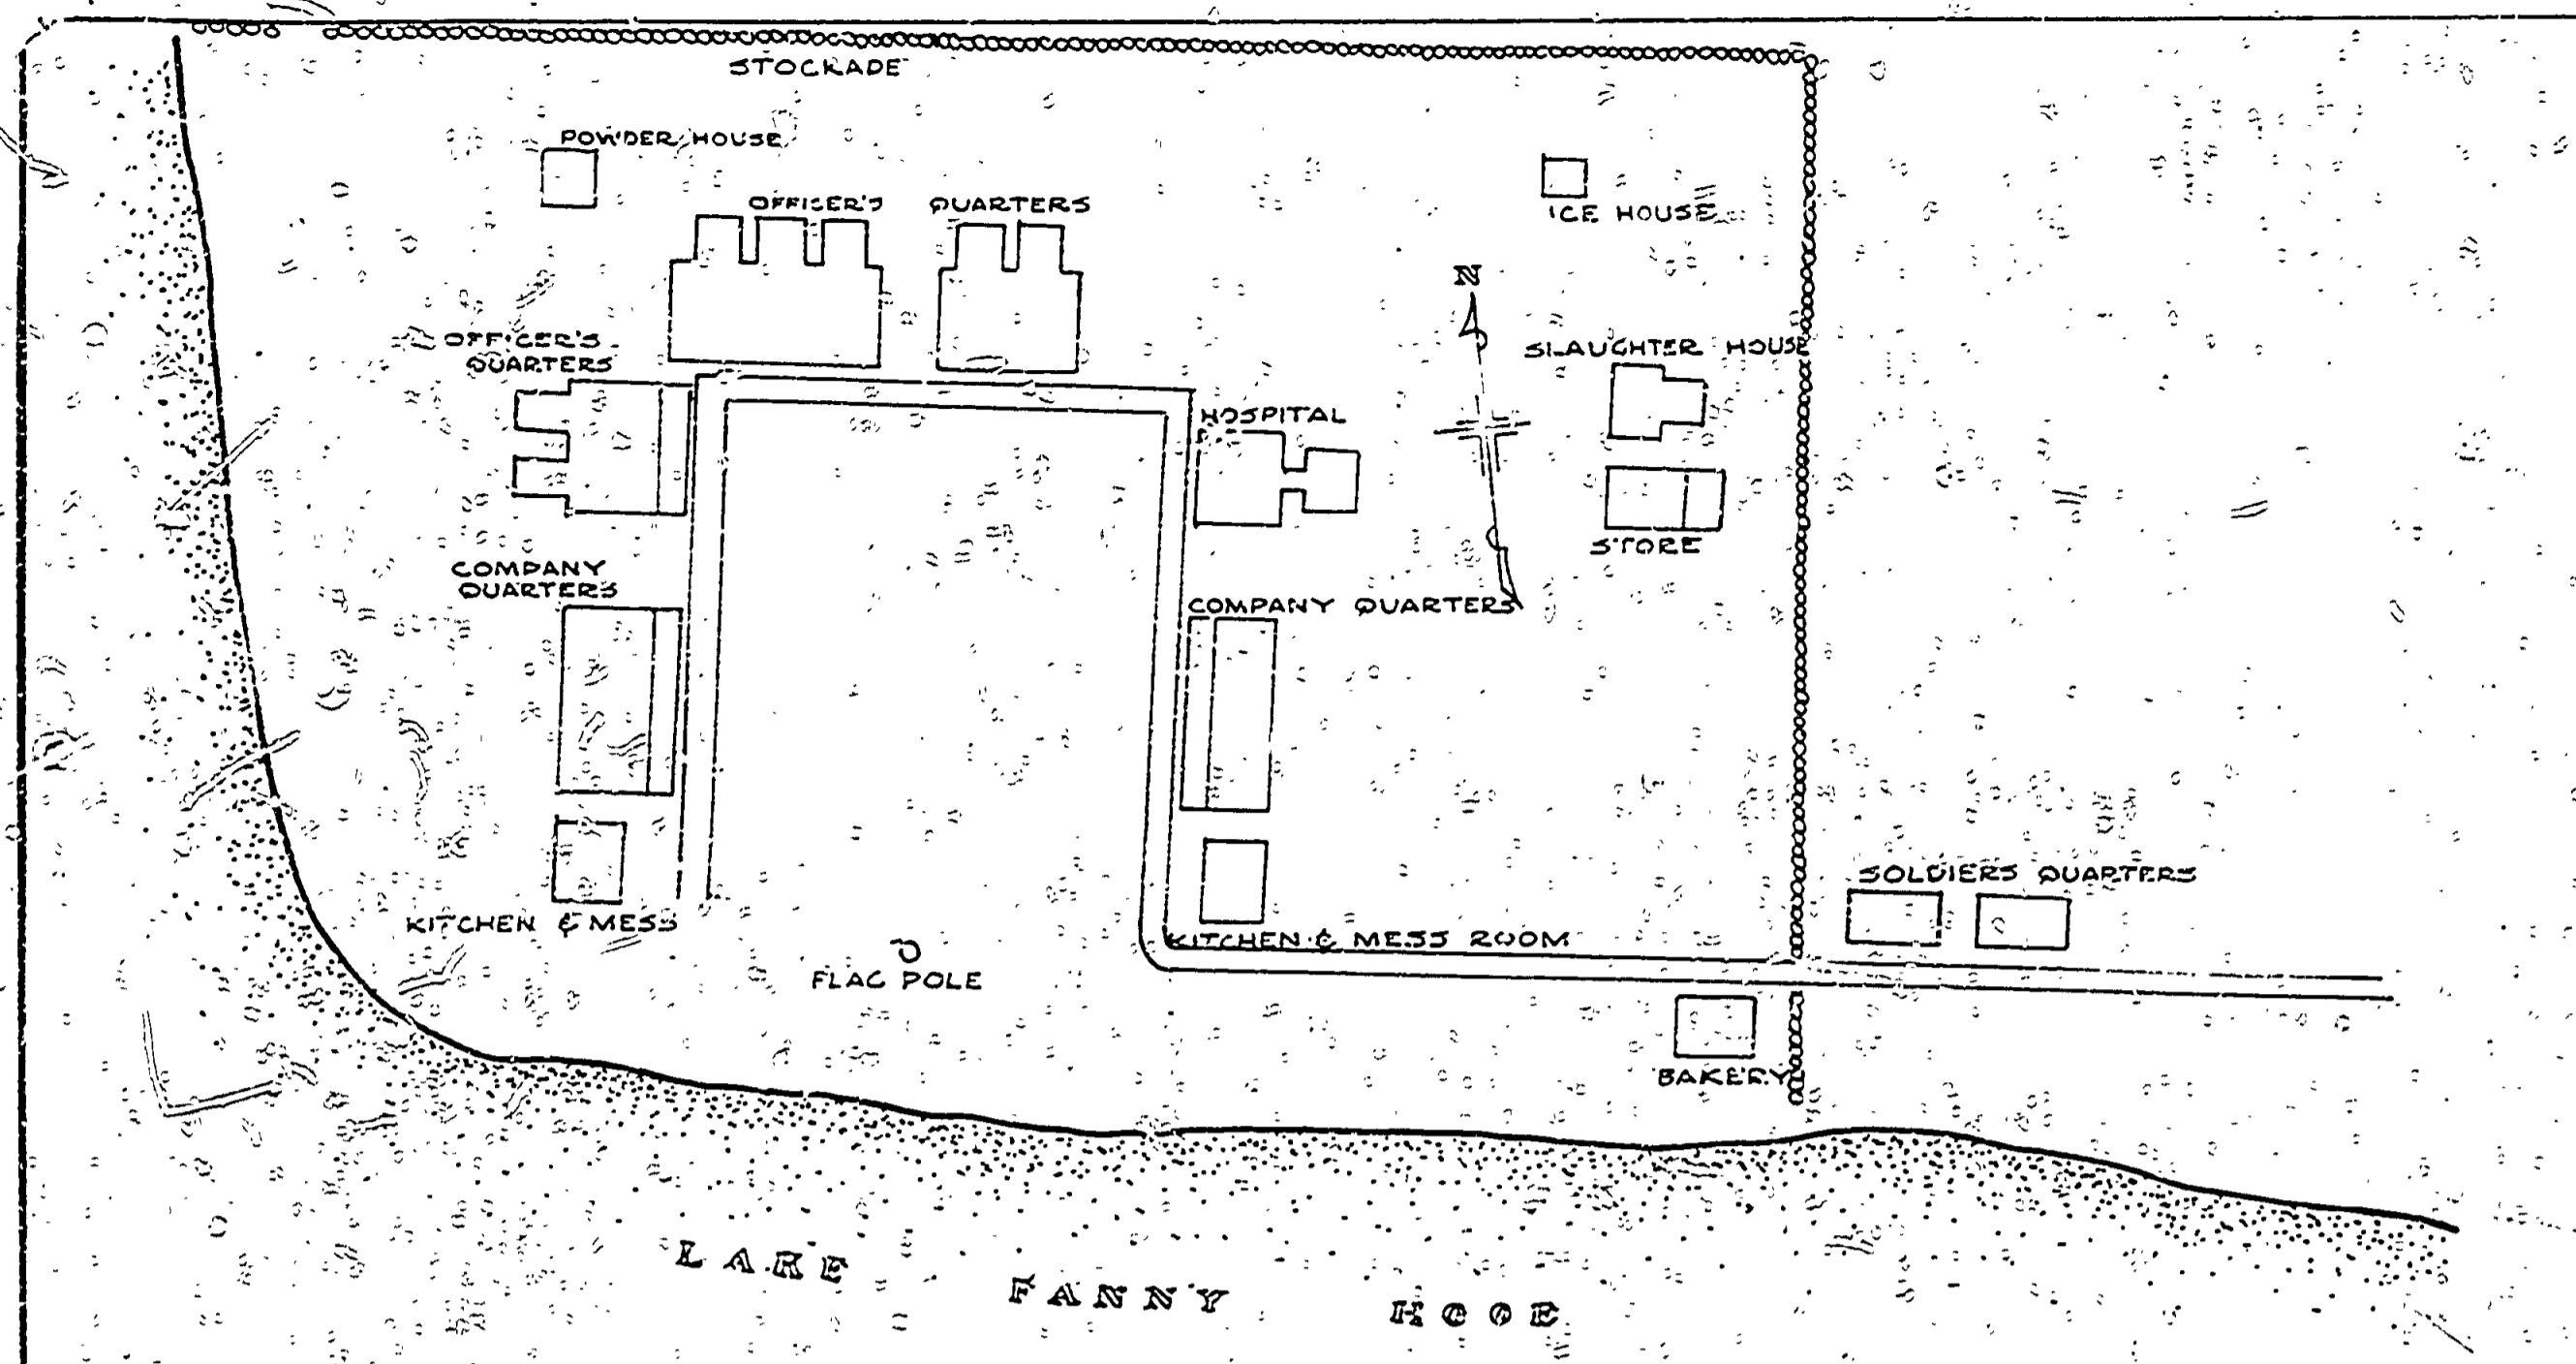 STOCKADE
POWDER HOUSE
OFFICER'S QUARTERS
ICE HOUSE
N
OFFICER'S
QUARTERS
SLAUGHTER HOUSE
HOSPITAL
STORE
COMPANY
QUARTERS
COMPANY QUARTERS
SOLDIERS QUARTERS
KITCHEN & MESS
KITCHEN & MESS ROOM
FLAG POLE
BAKERY
LAKE FANNY HOOE